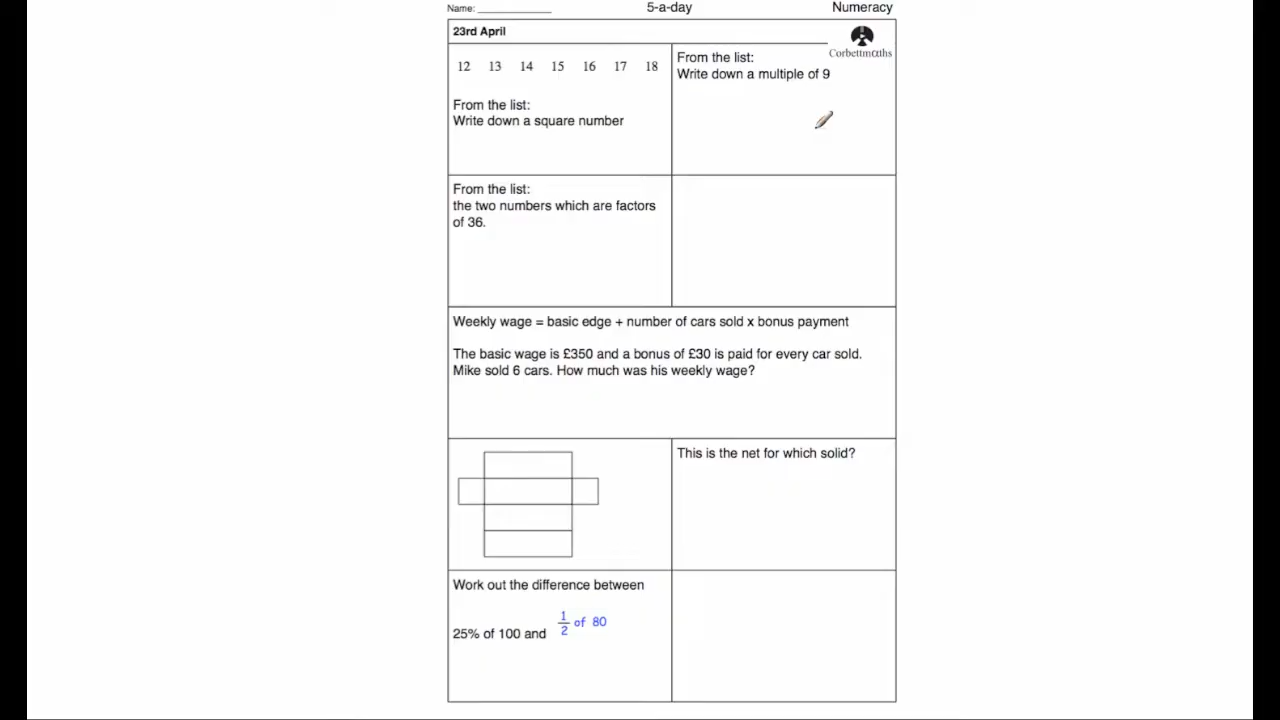 Name: ____________ 5-a-day Numeracy
23rd April
Corbettmαths
12 13 14 15 16 17 18
From the list:
Write down a square number
From the list:
Write down a multiple of 9
From the list:
the two numbers which are factors
of 36.
Weekly wage = basic edge + number of cars sold x bonus payment
The basic wage is £350 and a bonus of £30 is paid for every car sold.
Mike sold 6 cars. How much was his weekly wage?
This is the net for which solid?
Work out the difference between
25% of 100 and 1/2 of 80